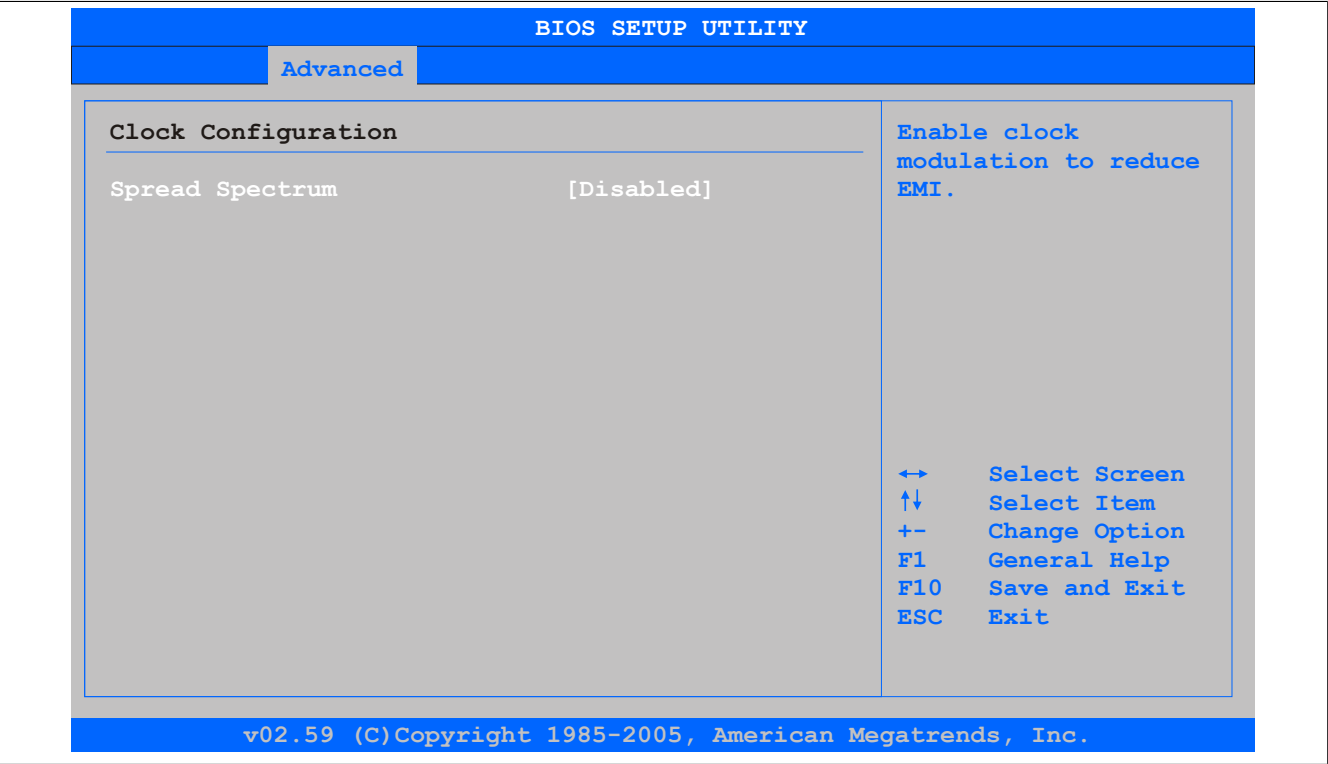 BIOS SETUP UTILITY
Advanced
Clock Configuration
Spread Spectrum [Disabled]
Enable clock
modulation to reduce
EMI.
↔ Select Screen
↑↓ Select Item
+- Change Option
F1 General Help
F10 Save and Exit
ESC Exit
v02.59 (C)Copyright 1985-2005, American Megatrends, Inc.